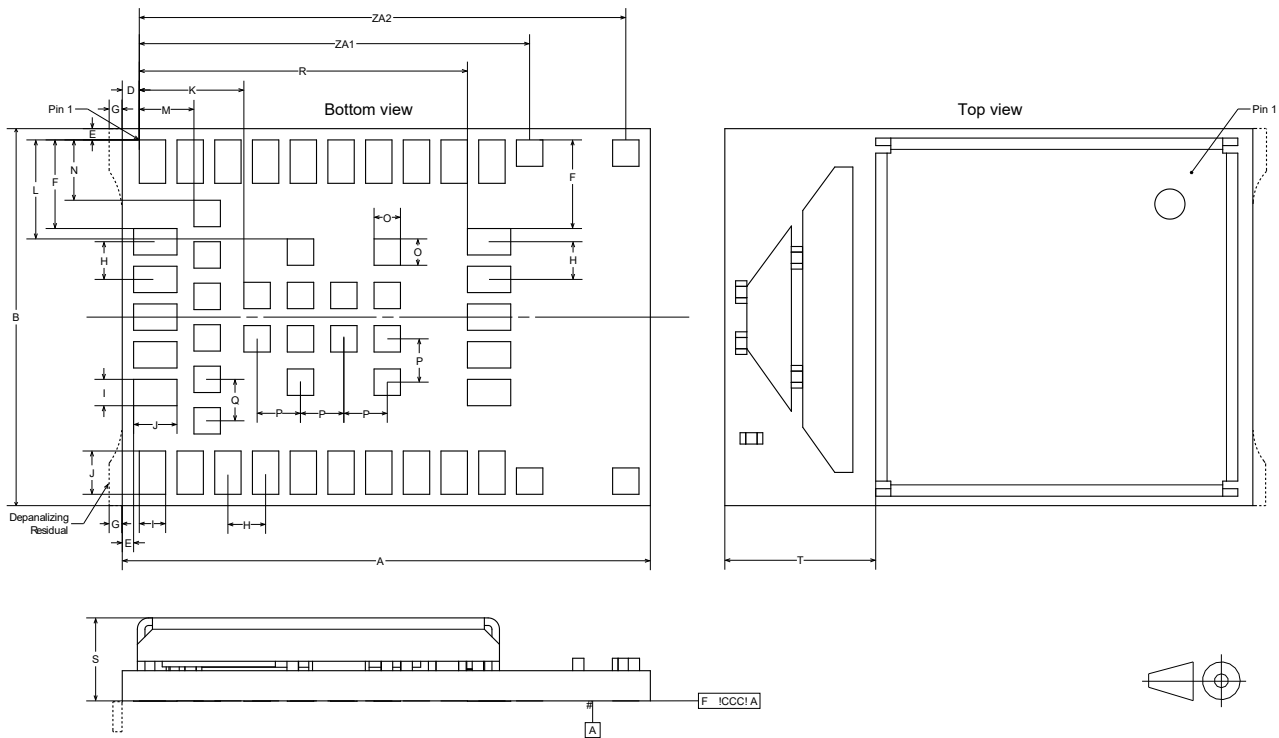 ZA2
ZA1
R
D K
Pin 1 G M Bottom view Top view Pin 1
E
N
F
L F
O
O
H H
B
P
I
Q
P P P
J
J
Depanalizing
Residual
G I H
E
A T
S
F !CCC! A
#
A